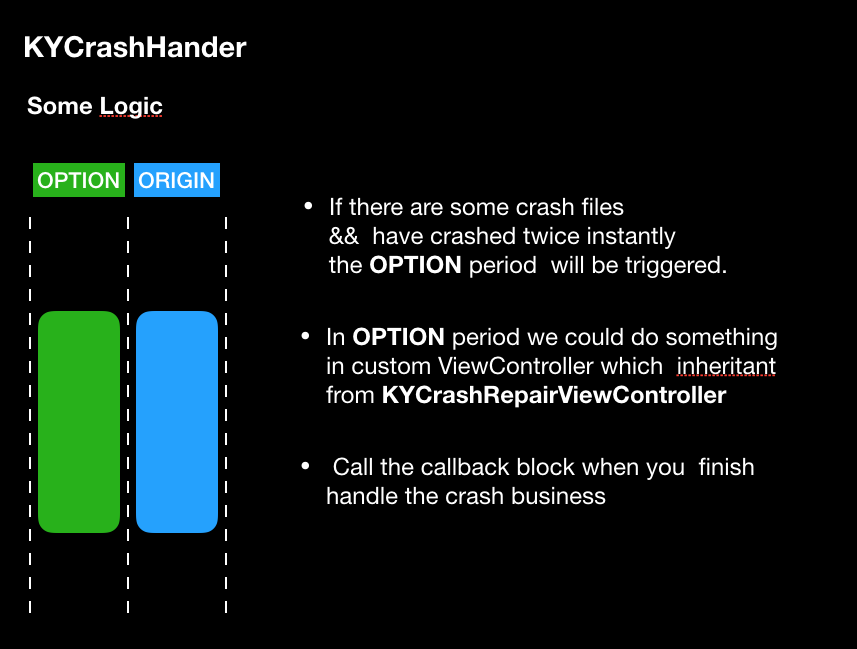 KYCrashHander
Some Logic
OPTION ORIGIN
• If there are some crash files
&& have crashed twice instantly
the OPTION period will be triggered.
• In OPTION period we could do something
in custom ViewController which inheritant
from KYCrashRepairViewController
• Call the callback block when you finish
handle the crash business